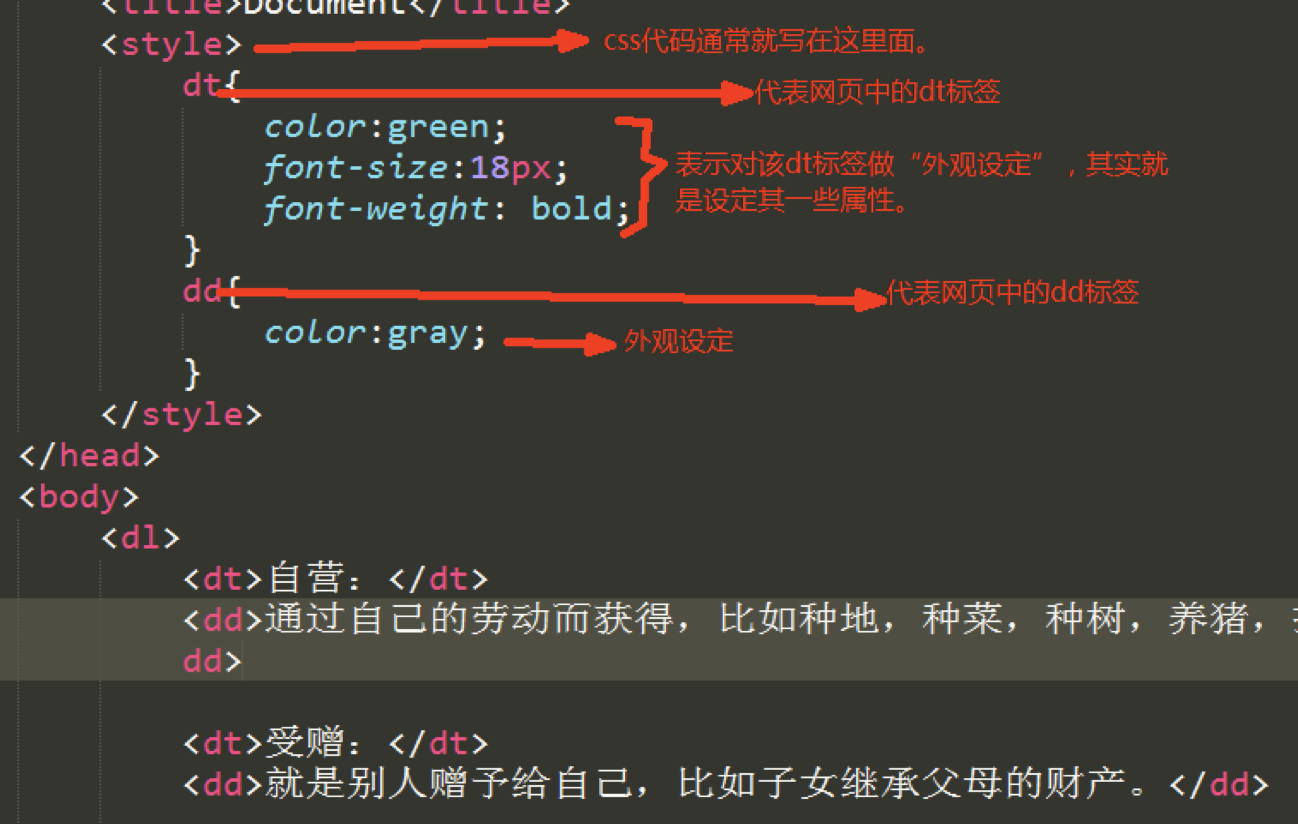 <title>Document</title>
<style> css代码通常就写在这里面。
dt{ 代表网页中的dt标签
color:green;
font-size:18px; 表示对该dt标签做“外观设定”，其实就
font-weight: bold; 是设定其一些属性。
}
dd{ 代表网页中的dd标签
color:gray; 外观设定
}
</style>
</head>
<body>
<dl>
<dt>自营：</dt>
<dd>通过自己的劳动而获得，比如种地，种菜，种树，养猪，
dd>
<dt>受赠：</dt>
<dd>就是别人赠予给自己，比如子女继承父母的财产。</dd>